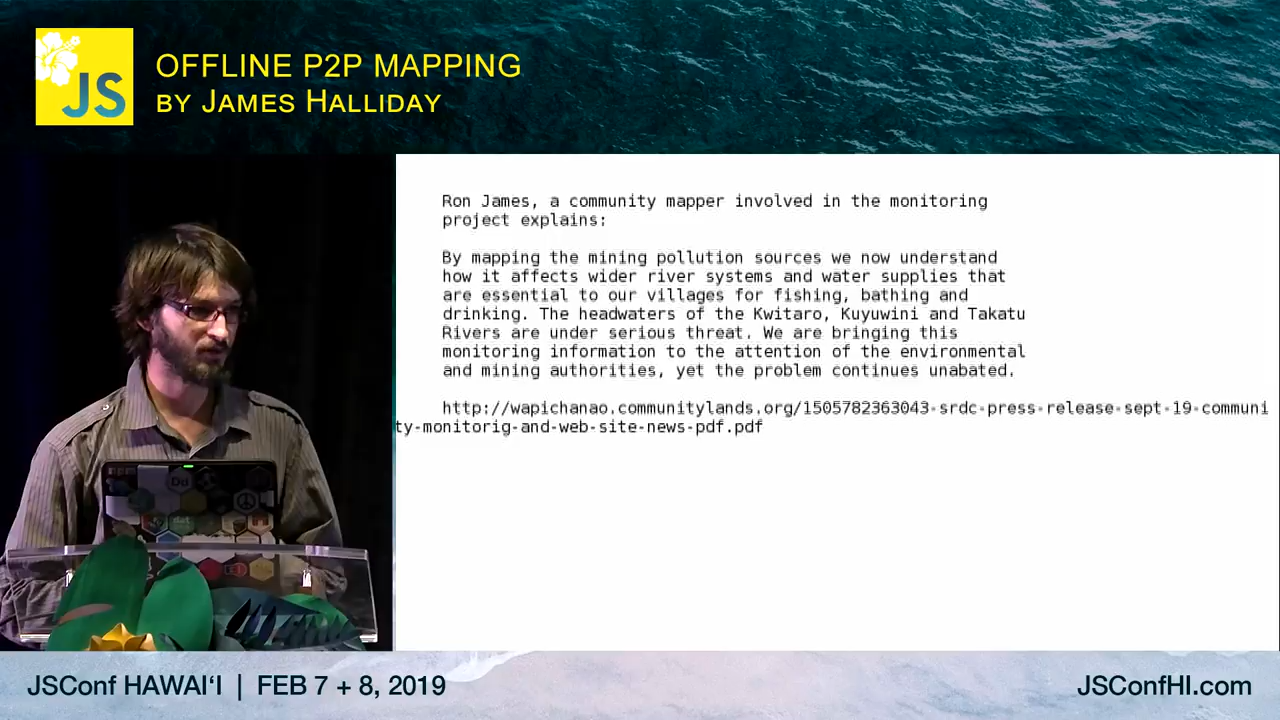 JS
OFFLINE P2P MAPPING
BY JAMES HALLIDAY
Ron James, a community mapper involved in the monitoring
project explains:
By mapping the mining pollution sources we now understand
how it affects wider river systems and water supplies that
are essential to our villages for fishing, bathing and
drinking. The headwaters of the Kwitaro, Kuyuwini and Takatu
Rivers are under serious threat. We are bringing this
monitoring information to the attention of the environmental
and mining authorities, yet the problem continues unabated.
http://wapichanao.communitylands.org/1505782363043-srdc-press-release-sept-19-communi
ty-monitorig-and-web-site-news-pdf.pdf
Dd
JSConf HAWAI‘I | FEB 7 + 8, 2019
JSConfHI.com